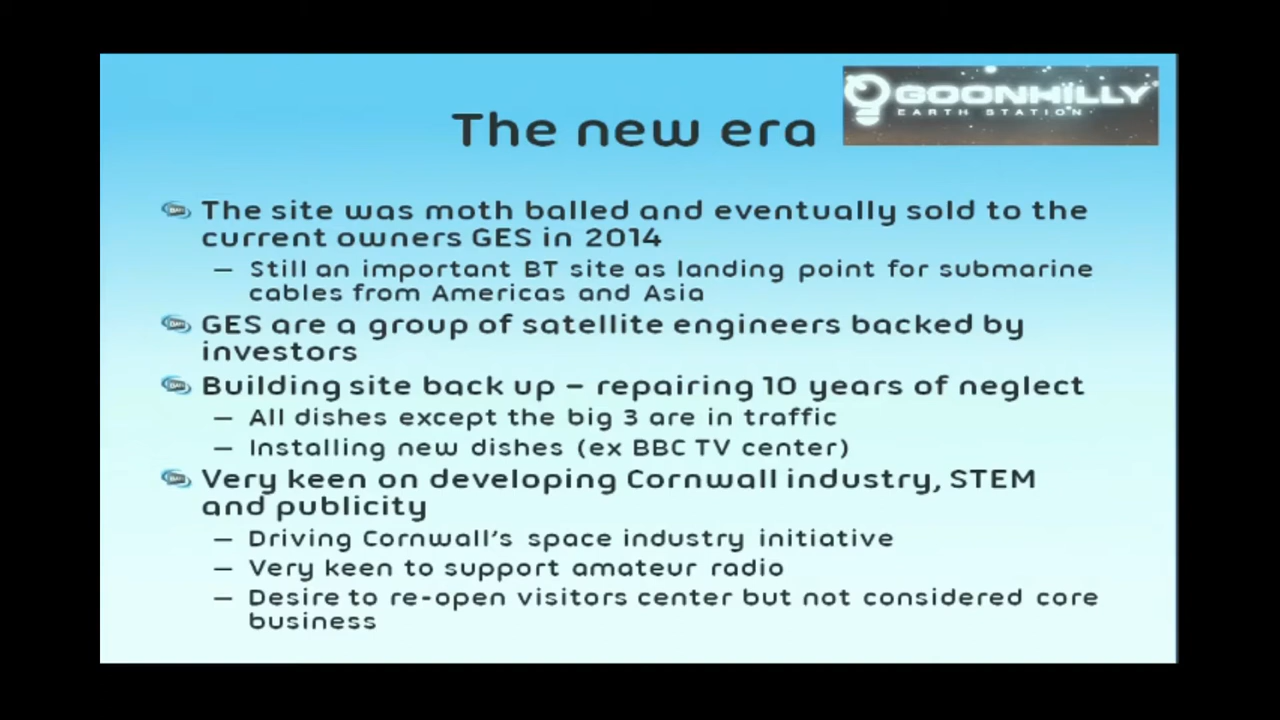 GOONHILLY
EARTH STATION
The new era
The site was moth balled and eventually sold to the
current owners GES in 2014
– Still an important BT site as landing point for submarine
cables from Americas and Asia
GES are a group of satellite engineers backed by
investors
Building site back up – repairing 10 years of neglect
– All dishes except the big 3 are in traffic
– Installing new dishes (ex BBC TV center)
Very keen on developing Cornwall industry, STEM
and publicity
– Driving Cornwall's space industry initiative
– Very keen to support amateur radio
– Desire to re-open visitors center but not considered core
business